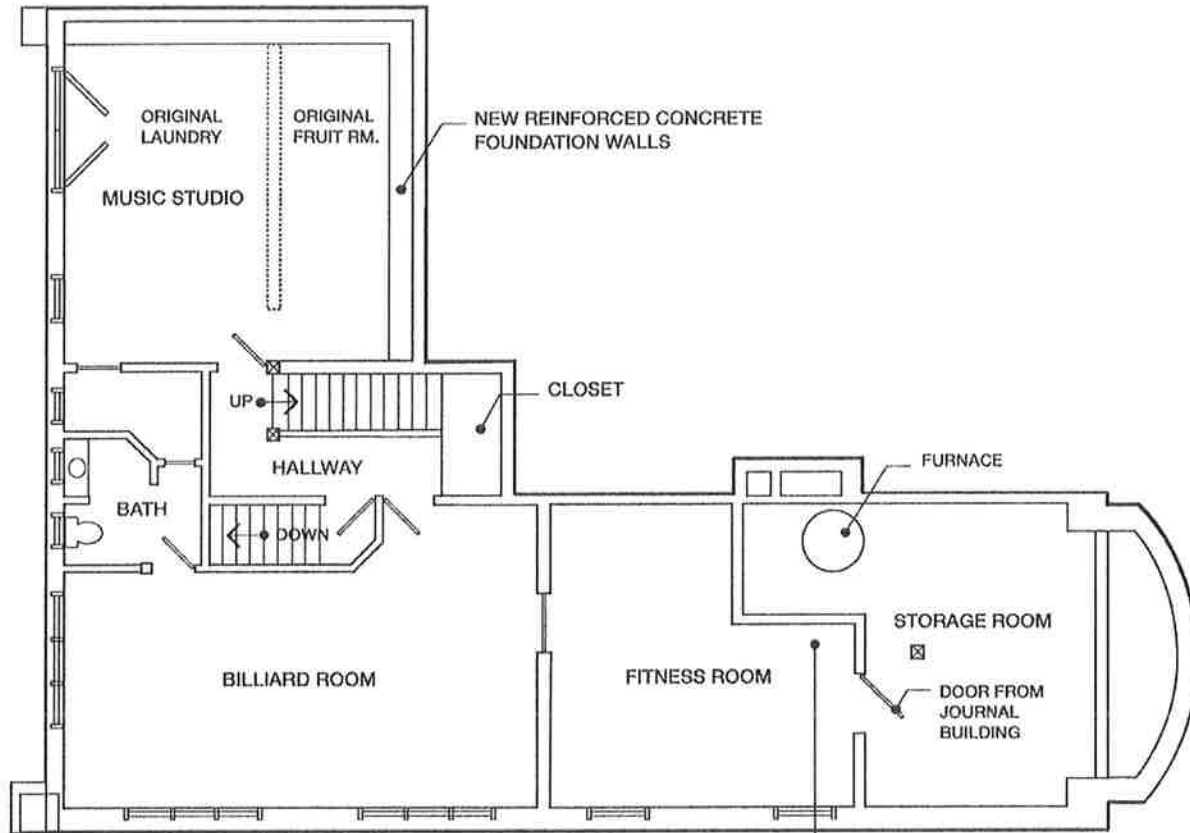 ORIGINAL
LAUNDRY
ORIGINAL
FRUIT RM.
NEW REINFORCED CONCRETE
FOUNDATION WALLS
MUSIC STUDIO
UP
CLOSET
HALLWAY
FURNACE
BATH
DOWN
STORAGE ROOM
BILLIARD ROOM
FITNESS ROOM
DOOR FROM
JOURNAL
BUILDING